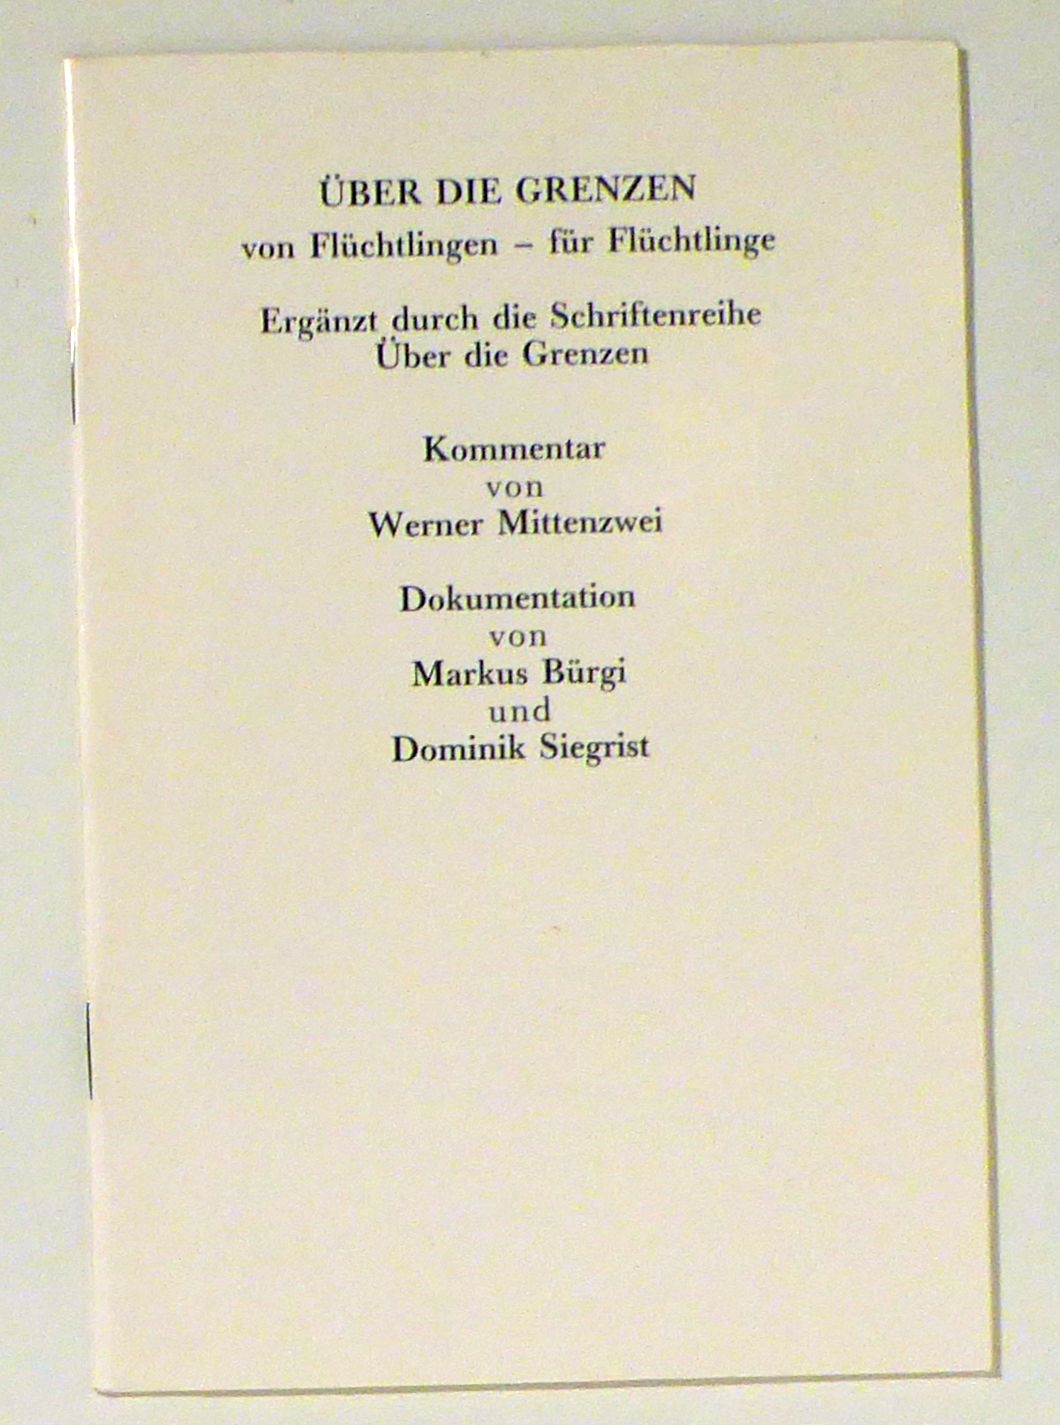 ÜBER DIE GRENZEN
von Flüchtlingen – für Flüchtlinge
Ergänzt durch die Schriftenreihe
Über die Grenzen
Kommentar
von
Werner Mittenzwei
Dokumentation
von
Markus Bürgi
und
Dominik Siegrist